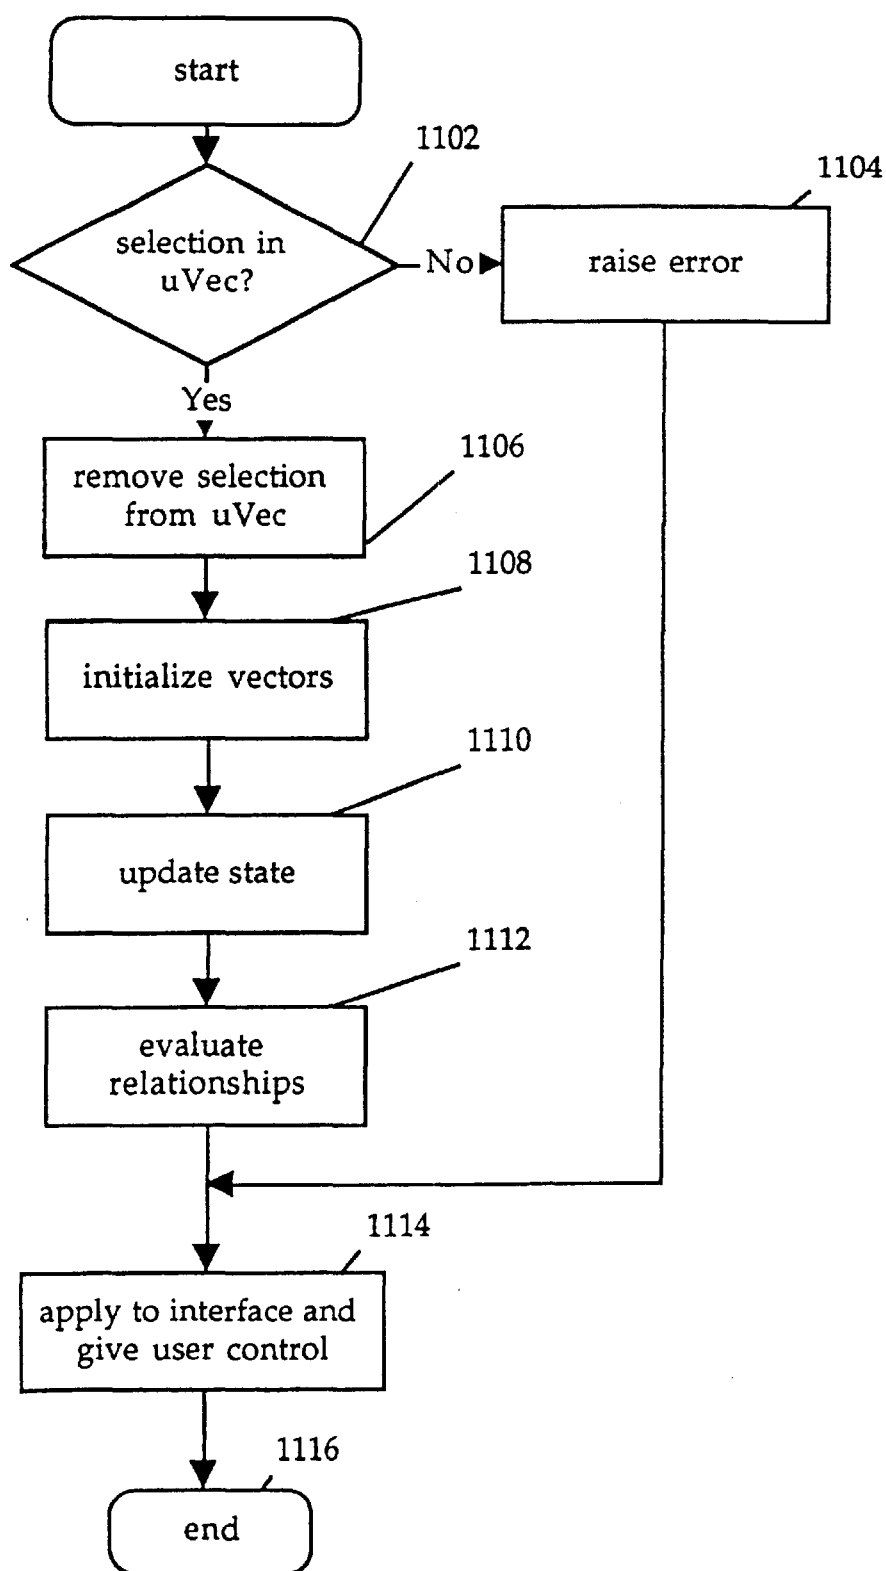 start
1102
1104
selection in
uVec?
No
raise error
Yes
1106
remove selection
from uVec
1108
initialize vectors
1110
update state
1112
evaluate
relationships
1114
apply to interface and
give user control
1116
end